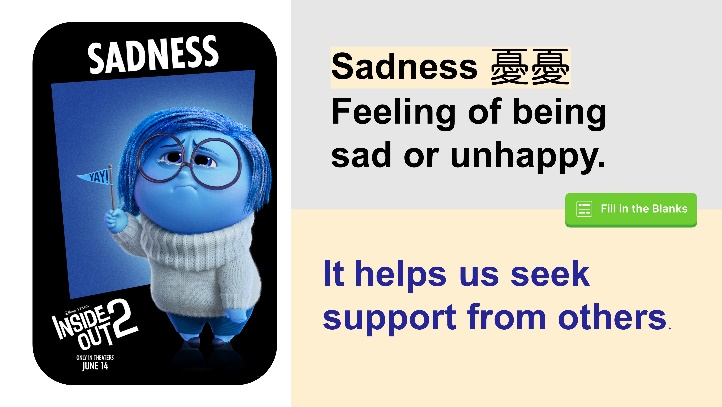 SADNESS
YAY!
INSIDE
OUT 2
ONLY IN THEATERS
JUNE 14
Sadness 憂憂
Feeling of being
sad or unhappy.
Fill in the Blanks
It helps us seek
support from others.